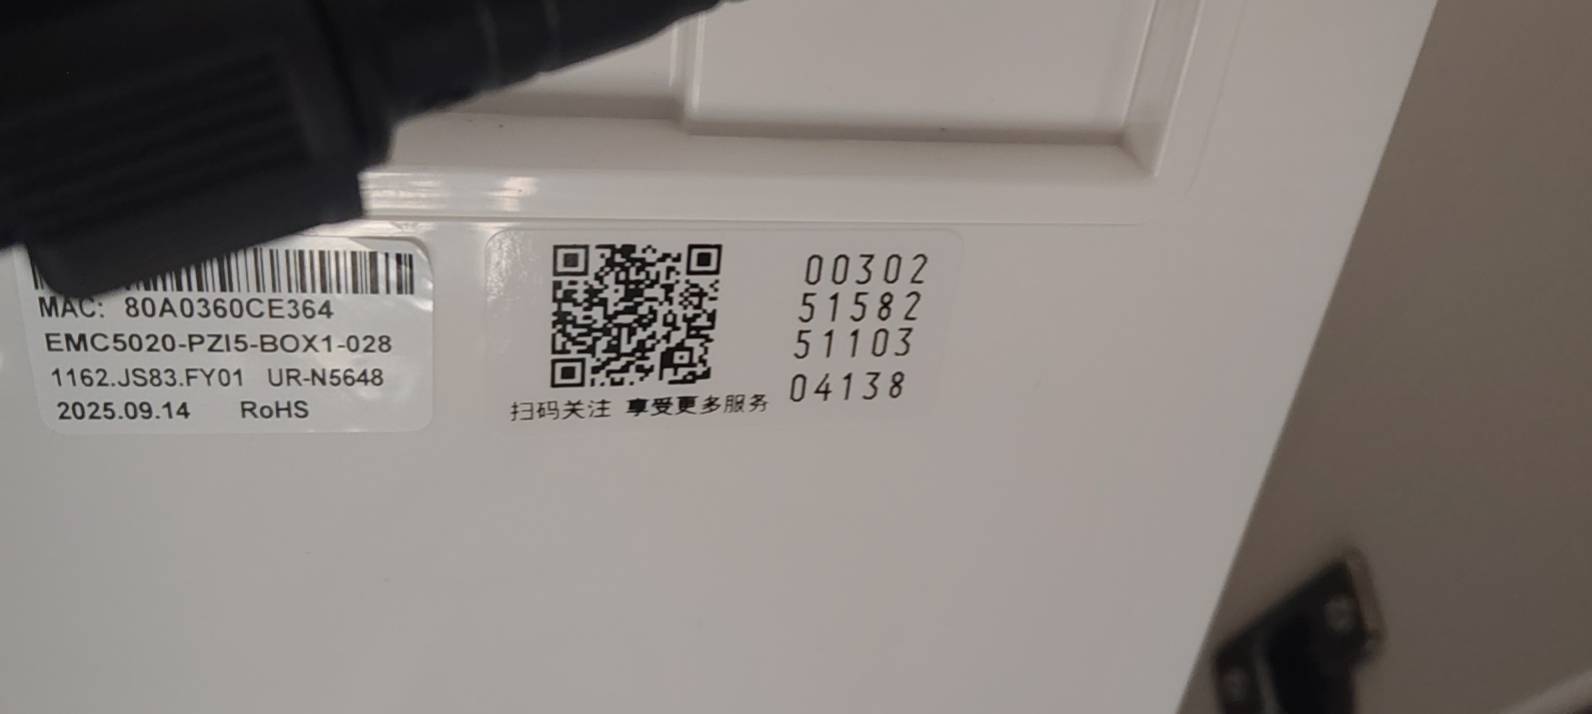 MAC: 80A0360CE364
EMC5020-PZI5-BOX1-028
1162.JS83.FY01 UR-N5648
2025.09.14 RoHS
扫码关注 享受更多服务
00302
51582
51103
04138